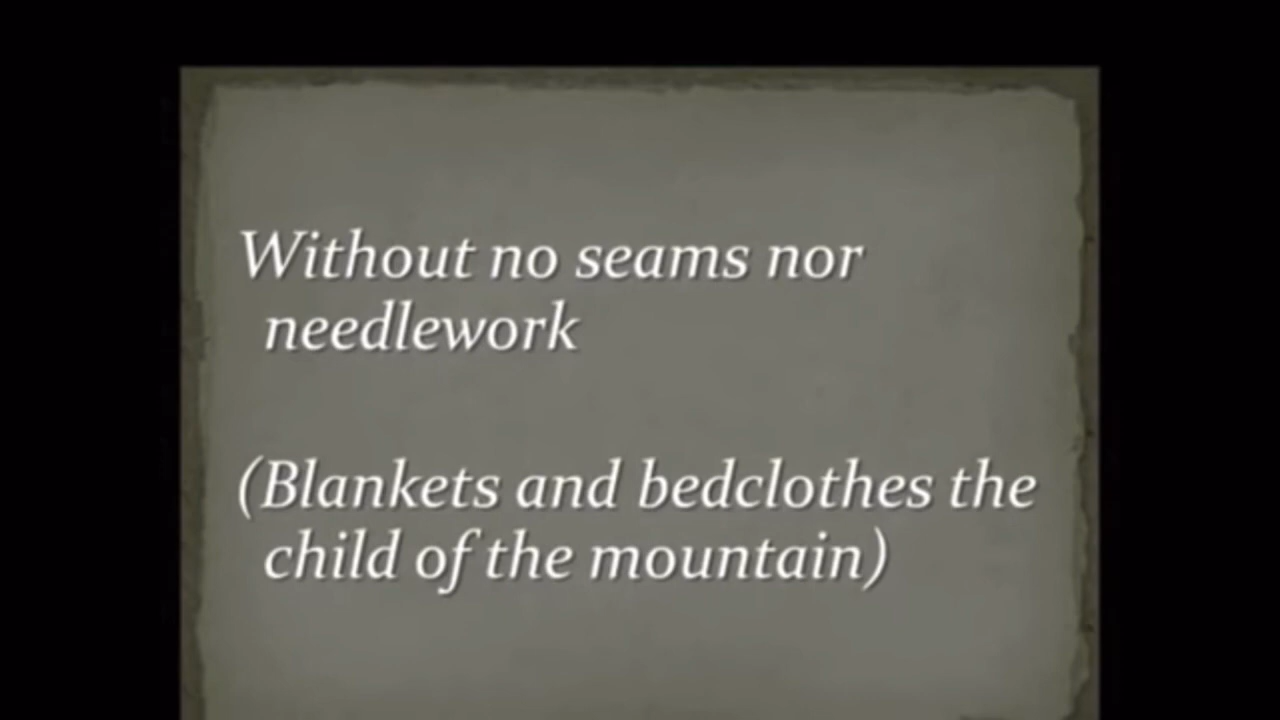 Without no seams nor
needlework
(Blankets and bedclothes the
child of the mountain)